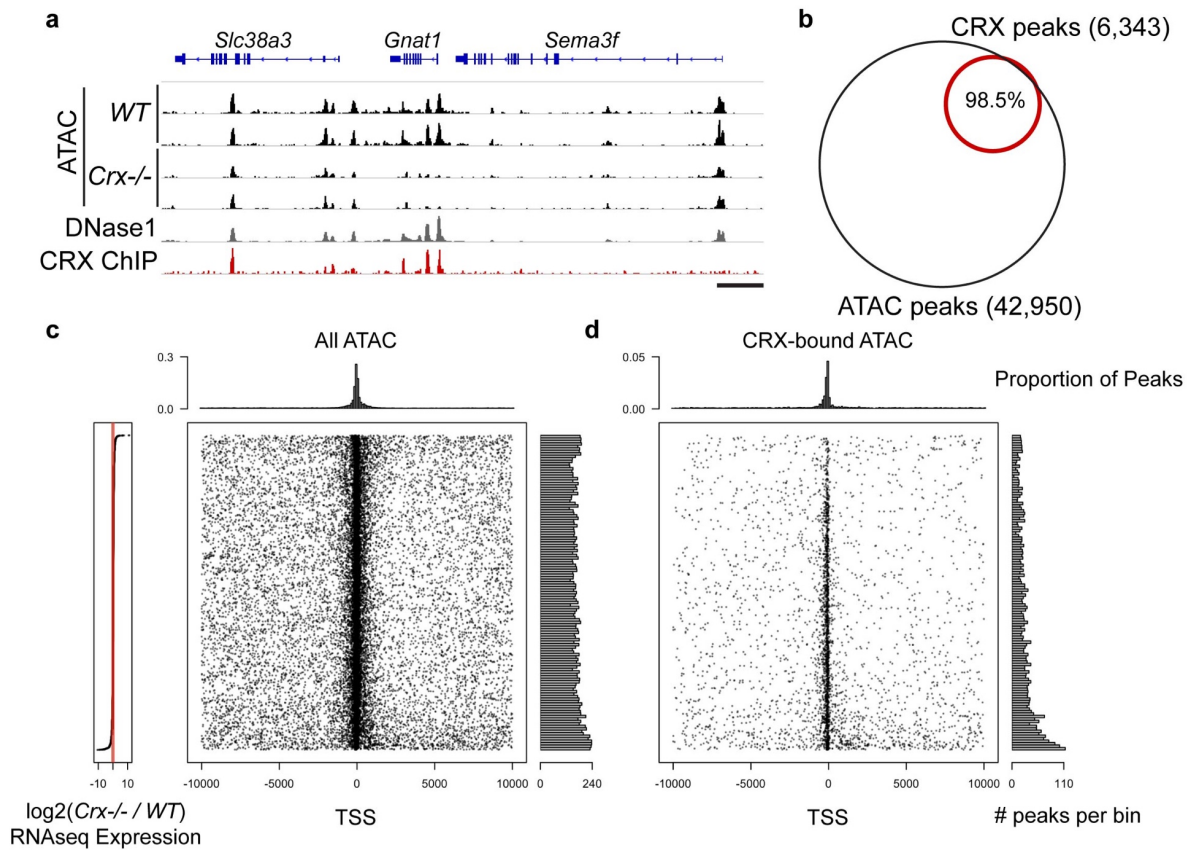 a
Slc38a3 Gnat1 Sema3f
ATAC
WT
Crx-/-
DNase1
CRX ChIP
b
CRX peaks (6,343)
98.5%
ATAC peaks (42,950)
c
All ATAC
0.3
0.0
-10 10
log2(Crx-/- / WT)
RNAseq Expression
-10000 -5000 0 5000 10000
TSS
0 240
d
CRX-bound ATAC
0.05
0.00
Proportion of Peaks
-10000 -5000 0 5000 10000
TSS
0 110
# peaks per bin